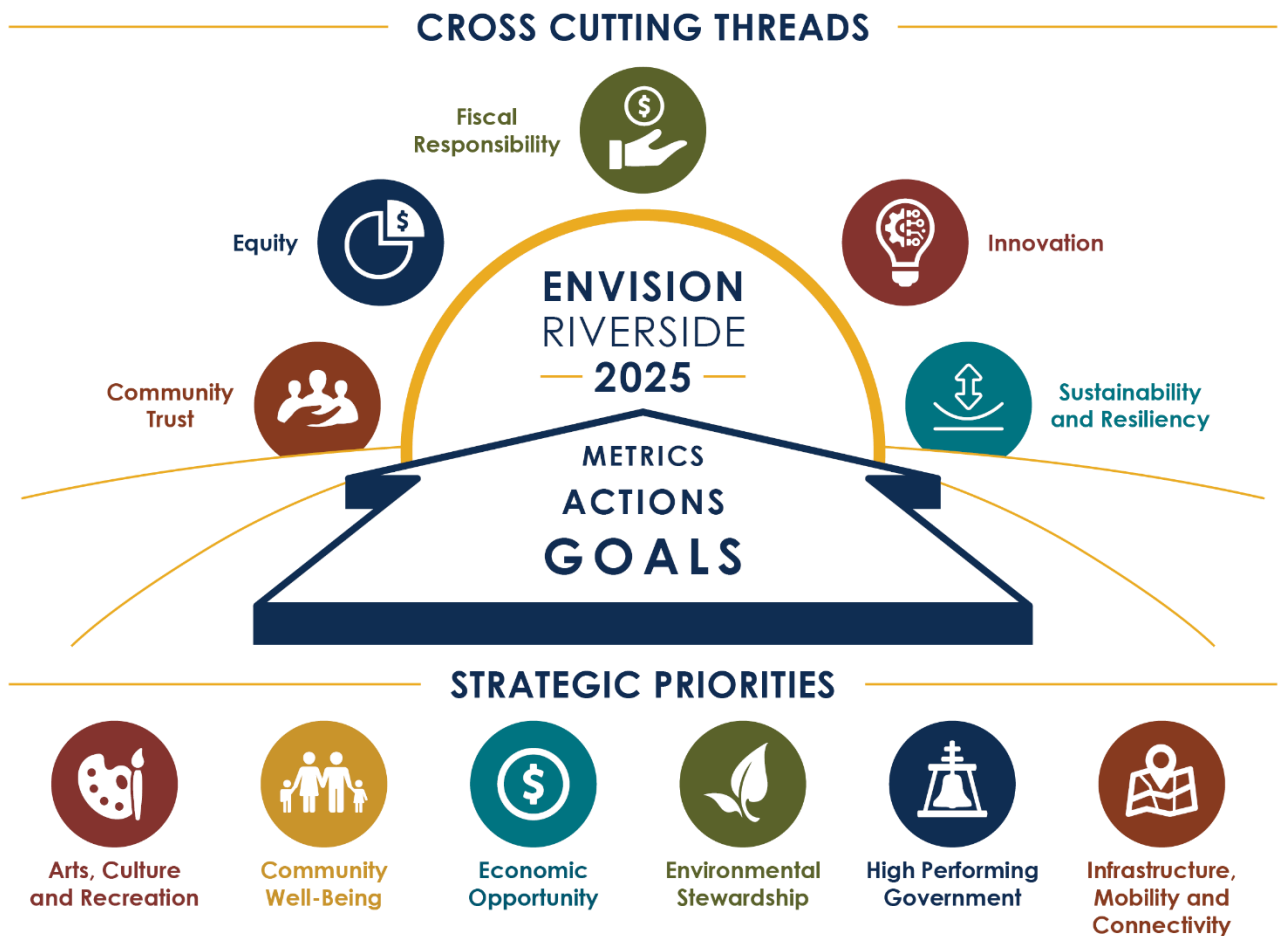 CROSS CUTTING THREADS
Fiscal
Responsibility
$
Equity
$
Innovation
ENVISION
RIVERSIDE
2025
Community
Trust
Sustainability
and Resiliency
METRICS
ACTIONS
GOALS
STRATEGIC PRIORITIES
$
Arts, Culture
and Recreation
Community
Well-Being
Economic
Opportunity
Environmental
Stewardship
High Performing
Government
Infrastructure,
Mobility and
Connectivity